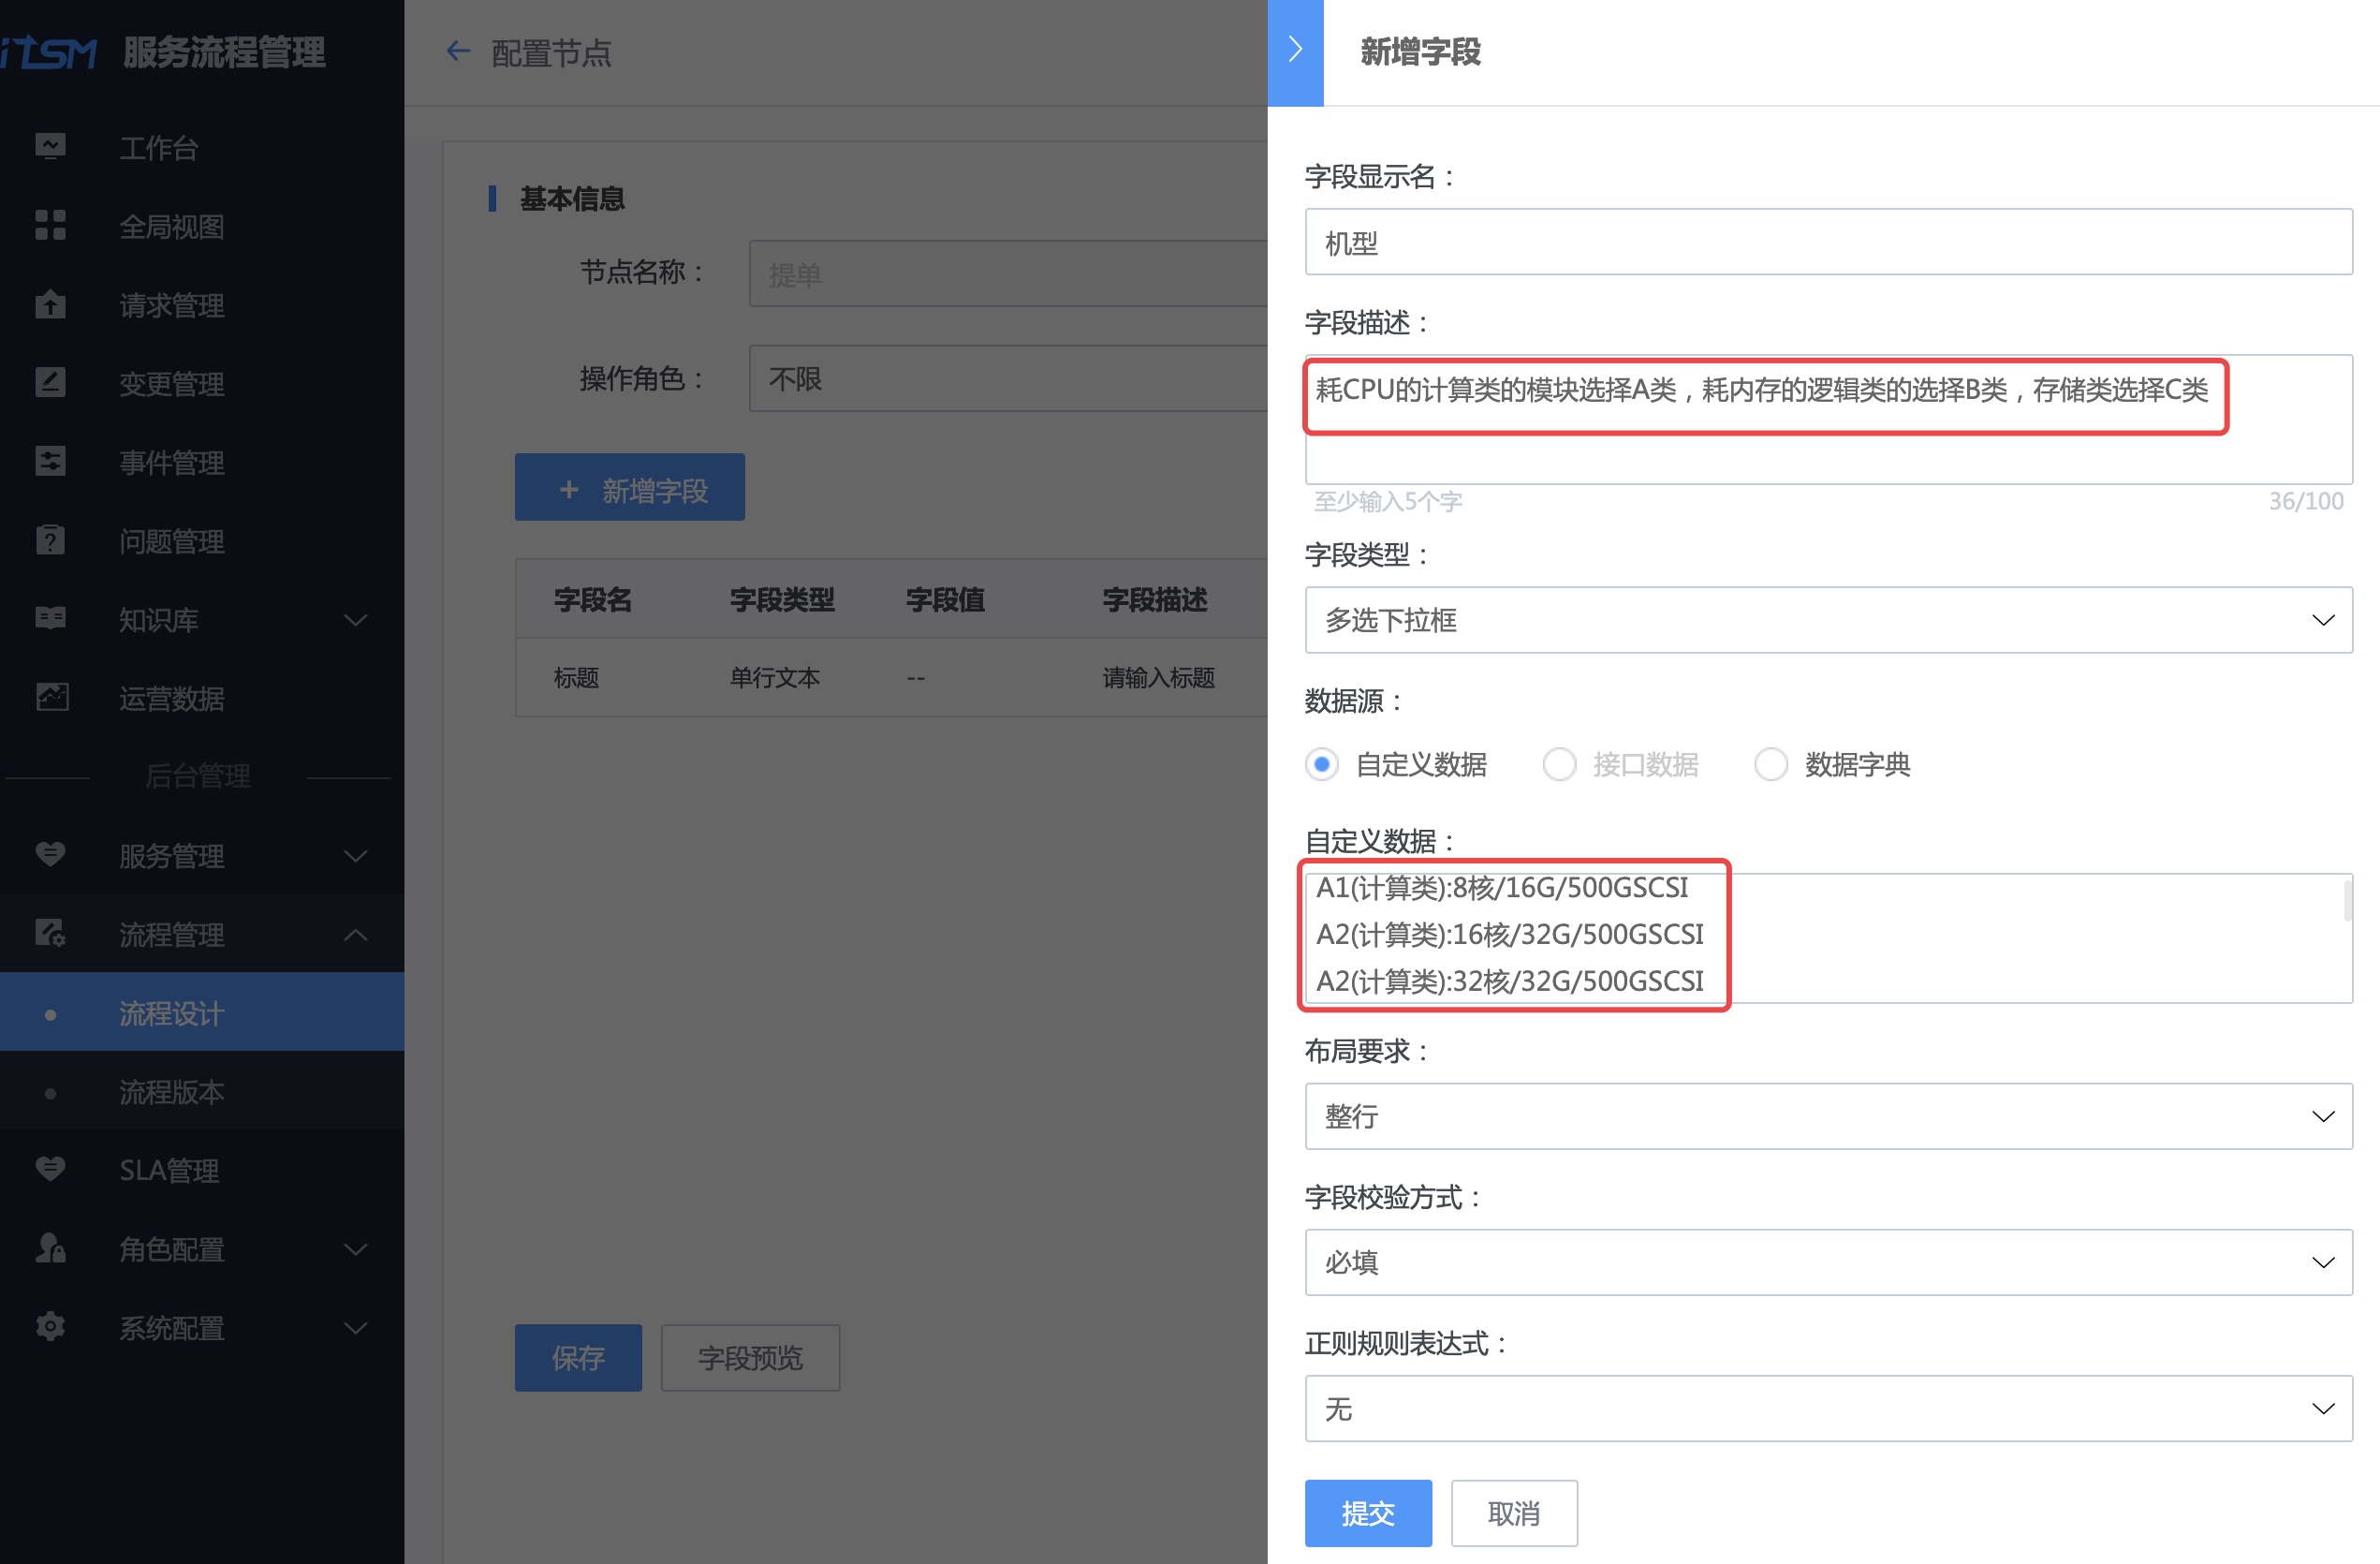 iTSM 服务流程管理
工作台
全局视图
请求管理
变更管理
事件管理
问题管理
知识库
运营数据
后台管理
服务管理
流程管理
流程设计
流程版本
SLA管理
角色配置
系统配置
配置节点
基本信息
节点名称：
提单
操作角色：
不限
+ 新增字段
字段名 字段类型 字段值 字段描述
标题 单行文本 -- 请输入标题
保存 字段预览
新增字段
字段显示名：
机型
字段描述：
耗CPU的计算类的模块选择A类，耗内存的逻辑类的选择B类，存储类选择C类
至少输入5个字 36/100
字段类型：
多选下拉框
数据源：
自定义数据 接口数据 数据字典
自定义数据：
A1(计算类):8核/16G/500GSCSI
A2(计算类):16核/32G/500GSCSI
A2(计算类):32核/32G/500GSCSI
布局要求：
整行
字段校验方式：
必填
正则规则表达式：
无
提交 取消